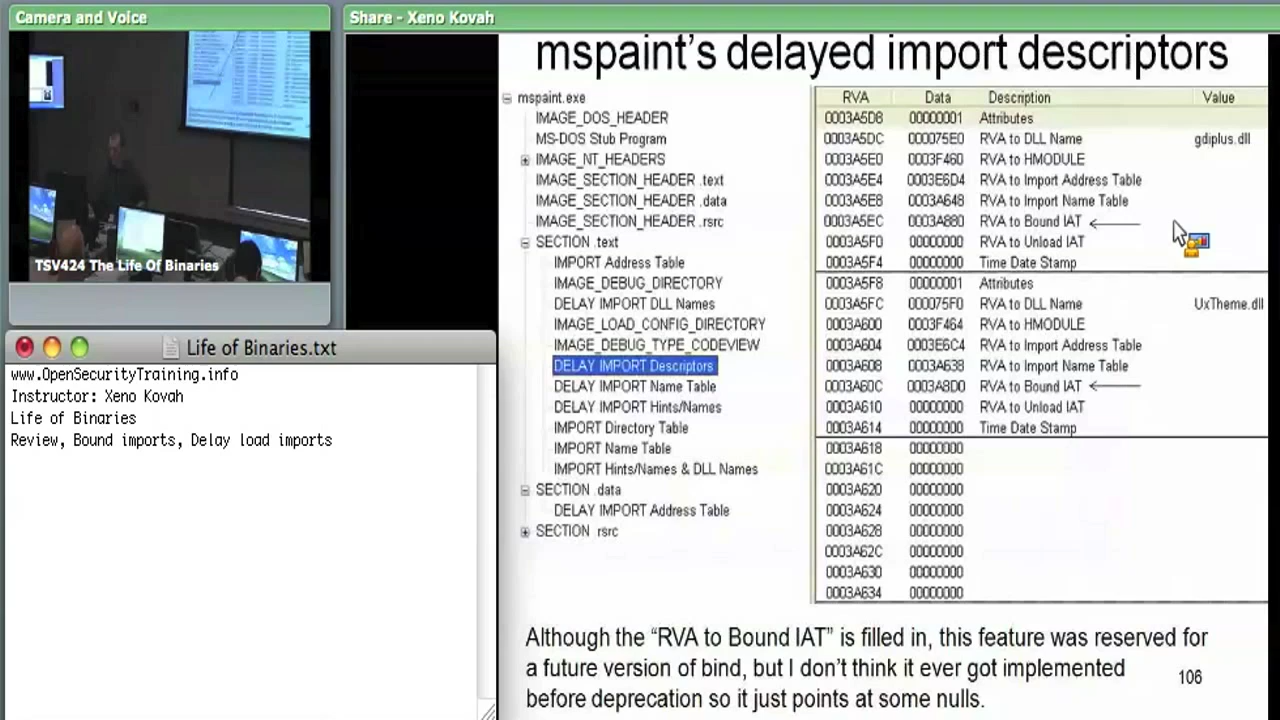 Camera and Voice
TSV424 The Life Of Binaries
Life of Binaries.txt
www.OpenSecurityTraining.info
Instructor: Xeno Kovah
Life of Binaries
Review, Bound imports, Delay load imports
Share - Xeno Kovah
mspaint's delayed import descriptors
mspaint.exe
IMAGE_DOS_HEADER
MS-DOS Stub Program
IMAGE_NT_HEADERS
IMAGE_SECTION_HEADER .text
IMAGE_SECTION_HEADER .data
IMAGE_SECTION_HEADER .rsrc
SECTION .text
IMPORT Address Table
IMAGE_DEBUG_DIRECTORY
DELAY IMPORT DLL Names
IMAGE_LOAD_CONFIG_DIRECTORY
IMAGE_DEBUG_TYPE_CODEVIEW
DELAY IMPORT Descriptors
DELAY IMPORT Name Table
DELAY IMPORT Hints/Names
IMPORT Directory Table
IMPORT Name Table
IMPORT Hints/Names & DLL Names
SECTION .data
DELAY IMPORT Address Table
SECTION .rsrc
RVA Data Description Value
0003A5D8 00000001 Attributes
0003A5DC 000075E0 RVA to DLL Name gdiplus.dll
0003A5E0 0003F460 RVA to HMODULE
0003A5E4 0003E6D4 RVA to Import Address Table
0003A5E8 0003A648 RVA to Import Name Table
0003A5EC 0003A880 RVA to Bound IAT
0003A5F0 00000000 RVA to Unload IAT
0003A5F4 00000000 Time Date Stamp
0003A5F8 00000001 Attributes
0003A5FC 000075F0 RVA to DLL Name UxTheme.dll
0003A600 0003F464 RVA to HMODULE
0003A604 0003E6C4 RVA to Import Address Table
0003A608 0003A638 RVA to Import Name Table
0003A60C 0003A8D0 RVA to Bound IAT
0003A610 00000000 RVA to Unload IAT
0003A614 00000000 Time Date Stamp
0003A618 00000000
0003A61C 00000000
0003A620 00000000
0003A624 00000000
0003A628 00000000
0003A62C 00000000
0003A630 00000000
0003A634 00000000
Although the “RVA to Bound IAT” is filled in, this feature was reserved for
a future version of bind, but I don't think it ever got implemented
before deprecation so it just points at some nulls.
106